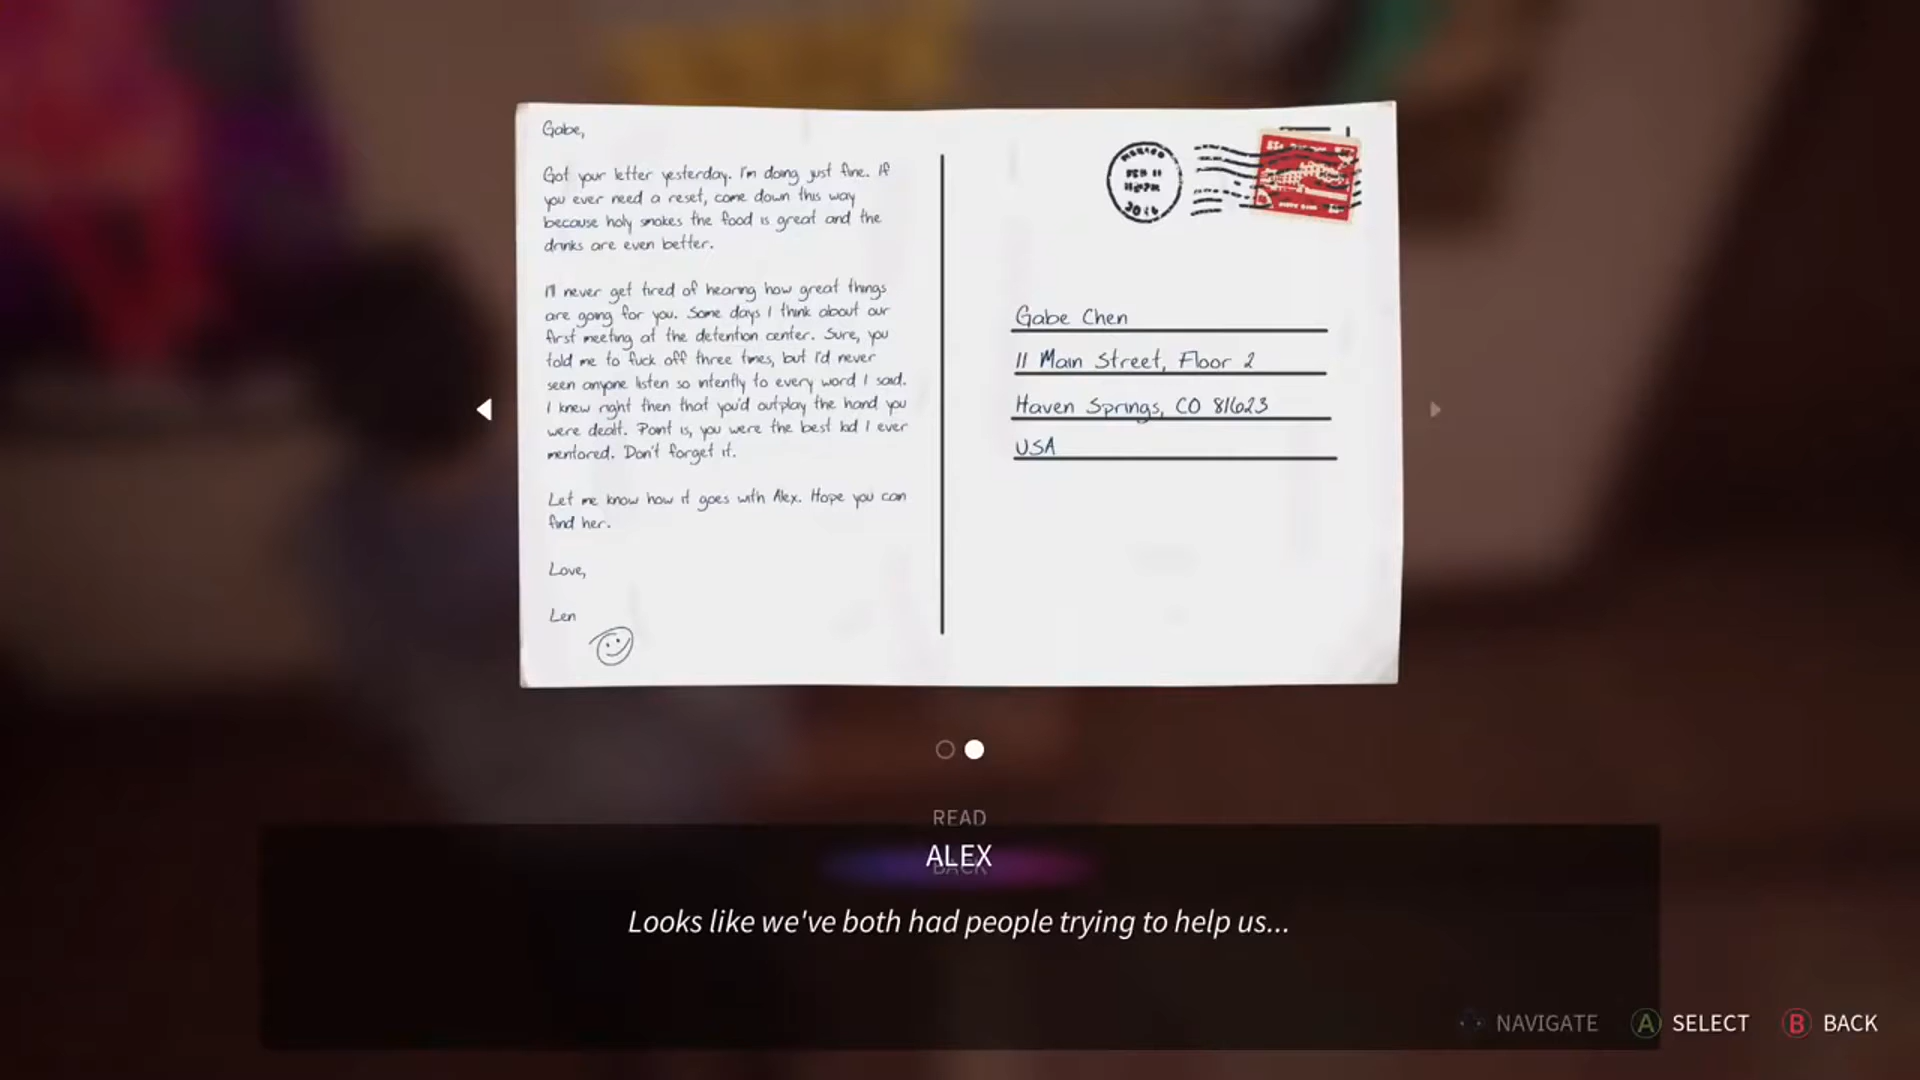 Gabe,
Got your letter yesterday. I'm doing just fine. If
you ever need a reset, come down this way
because holy smokes the food is great and the
drinks are even better.
I'll never get tired of hearing how great things
are going for you. Some days I think about our
first meeting at the detention center. Sure, you
told me to fuck off three times, but I'd never
seen anyone listen so intently to every word I said.
I knew right then that you'd outplay the hand you
were dealt. Point is, you were the best kid I ever
mentored. Don't forget it.
Let me know how it goes with Alex. Hope you can
find her.
Love,
Len
MEXICO
FEB 11
Gabe Chen
11 Main Street, Floor 2
Haven Springs, CO 81623
USA
READ
ALEX
BACK
Looks like we've both had people trying to help us...
NAVIGATE
A SELECT
B BACK